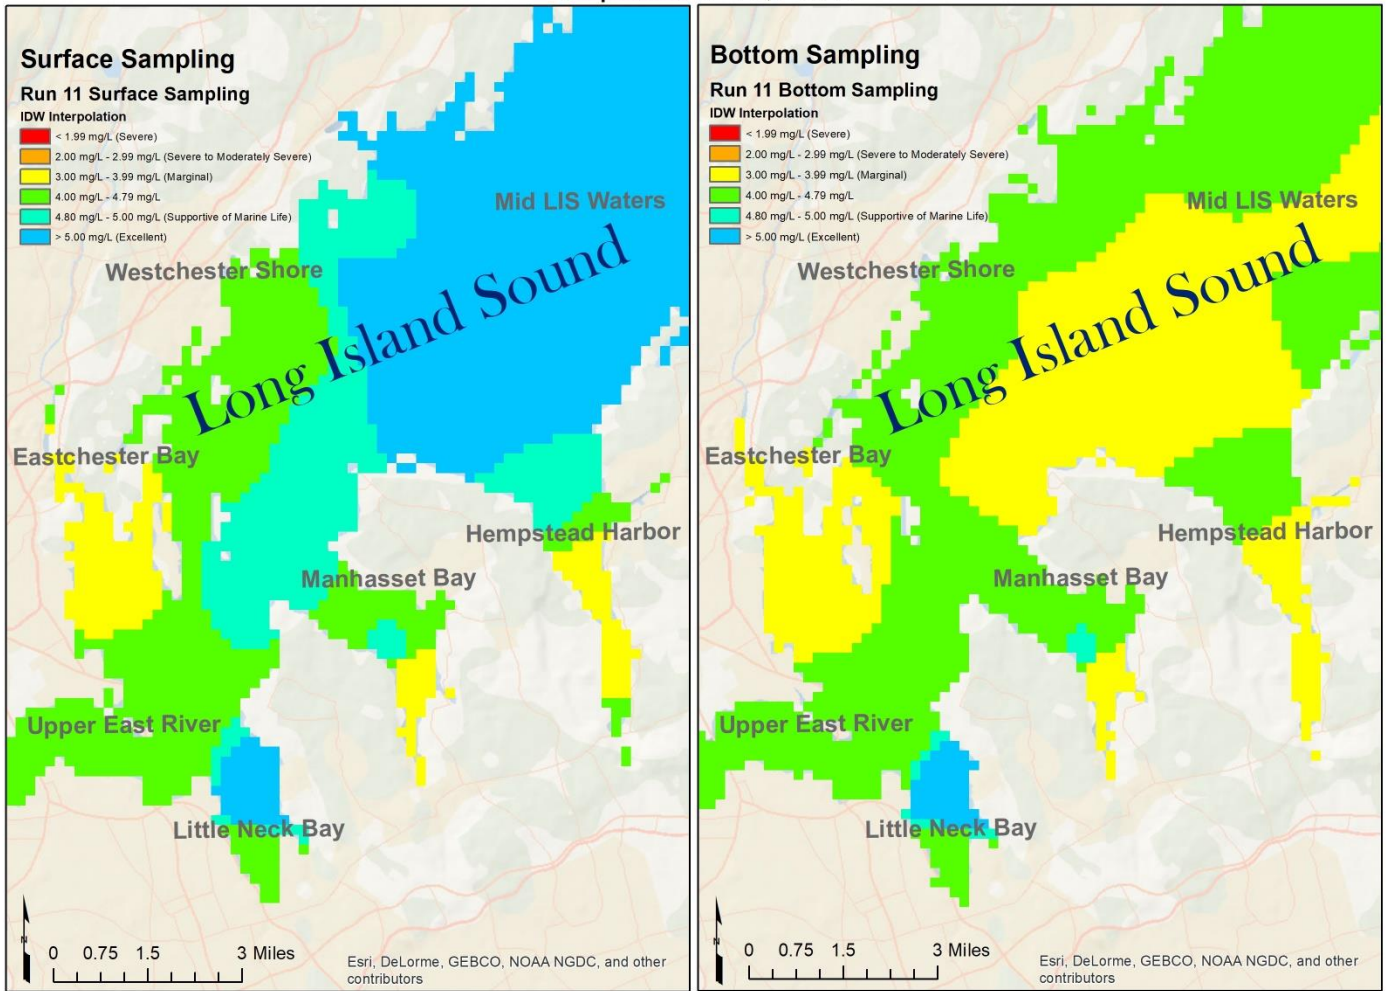 Surface Sampling
Run 11 Surface Sampling
IDW Interpolation
< 1.99 mg/L (Severe)
2.00 mg/L - 2.99 mg/L (Severe to Moderately Severe)
3.00 mg/L - 3.99 mg/L (Marginal)
4.00 mg/L - 4.79 mg/L
4.80 mg/L - 5.00 mg/L (Supportive of Marine Life)
> 5.00 mg/L (Excellent)
Mid LIS Waters
Westchester Shore
Long Island Sound
Eastchester Bay
Hempstead Harbor
Manhasset Bay
Upper East River
Little Neck Bay
N
0 0.75 1.5 3 Miles
Esri, DeLorme, GEBCO, NOAA NGDC, and other
contributors
Bottom Sampling
Run 11 Bottom Sampling
IDW Interpolation
< 1.99 mg/L (Severe)
2.00 mg/L - 2.99 mg/L (Severe to Moderately Severe)
3.00 mg/L - 3.99 mg/L (Marginal)
4.00 mg/L - 4.79 mg/L
4.80 mg/L - 5.00 mg/L (Supportive of Marine Life)
> 5.00 mg/L (Excellent)
Mid LIS Waters
Westchester Shore
Long Island Sound
Eastchester Bay
Hempstead Harbor
Manhasset Bay
Upper East River
Little Neck Bay
N
0 0.75 1.5 3 Miles
Esri, DeLorme, GEBCO, NOAA NGDC, and other
contributors